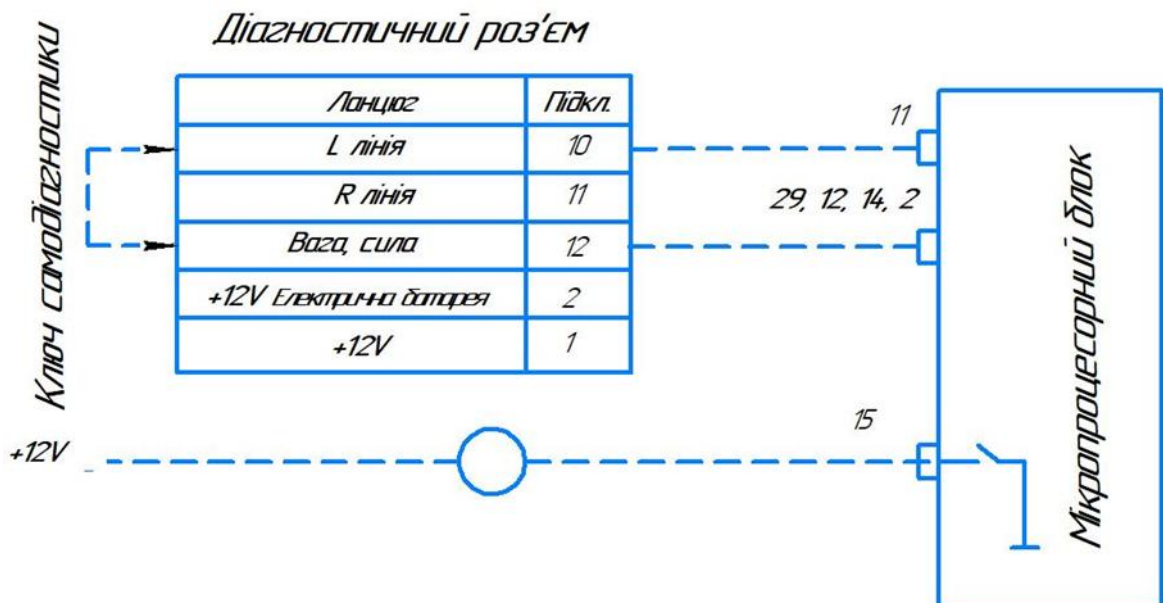 Діагностичний роз'єм
Ключ самодіагностики
Ланцюг Підкл.
L лінія 10
R лінія 11
Вага, сила 12
+12V Електрична батарея 2
+12V 1
11
29, 12, 14, 2
15
+12V
Мікропроцесорний блок